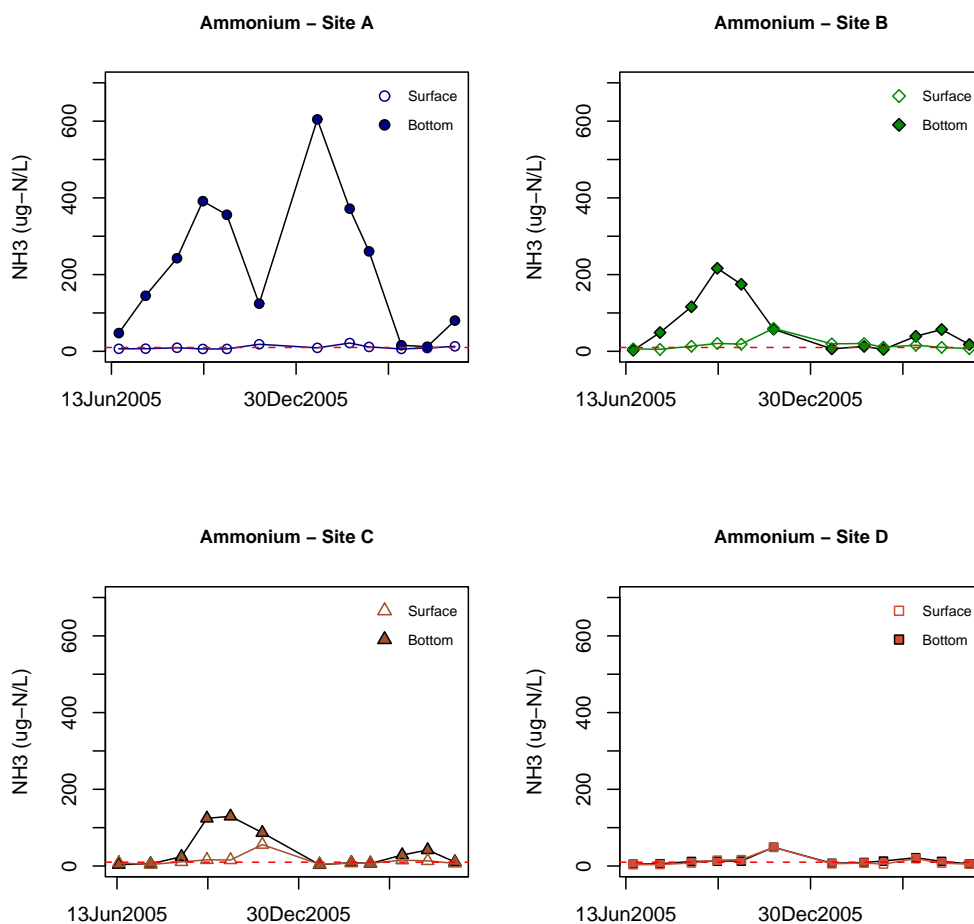 Ammonium − Site A
Surface
Bottom
NH3 (ug−N/L)
600
400
200
0
13Jun2005 30Dec2005
Ammonium − Site B
Surface
Bottom
NH3 (ug−N/L)
600
400
200
0
13Jun2005 30Dec2005
Ammonium − Site C
Surface
Bottom
NH3 (ug−N/L)
600
400
200
0
13Jun2005 30Dec2005
Ammonium − Site D
Surface
Bottom
NH3 (ug−N/L)
600
400
200
0
13Jun2005 30Dec2005